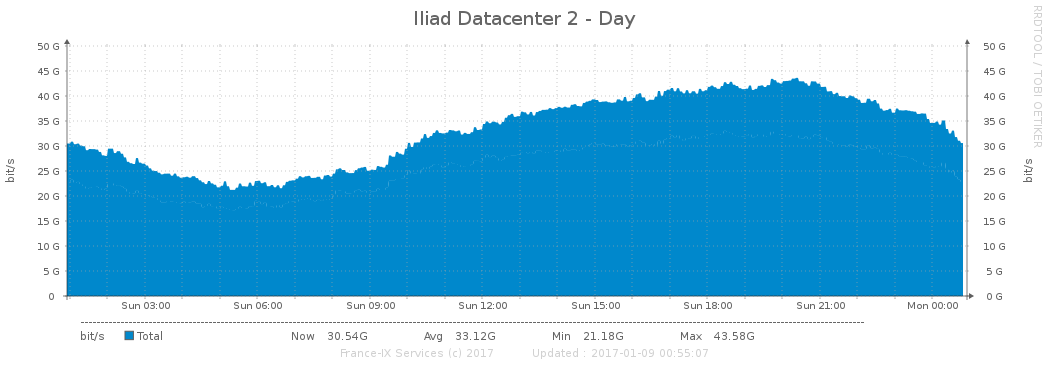 Iliad Datacenter 2 - Day
RRDTOOL / TOBI OETIKER
50 G 50 G
45 G 45 G
40 G 40 G
35 G 35 G
30 G 30 G
25 G 25 G
20 G 20 G
15 G 15 G
10 G 10 G
5 G 5 G
0 0 G
bit/s bit/s
Sun 03:00 Sun 06:00 Sun 09:00 Sun 12:00 Sun 15:00 Sun 18:00 Sun 21:00 Mon 00:00
bit/s Total Now 30.54G Avg 33.12G Min 21.18G Max 43.58G
France-IX Services (c) 2017 Updated : 2017-01-09 00:55:07